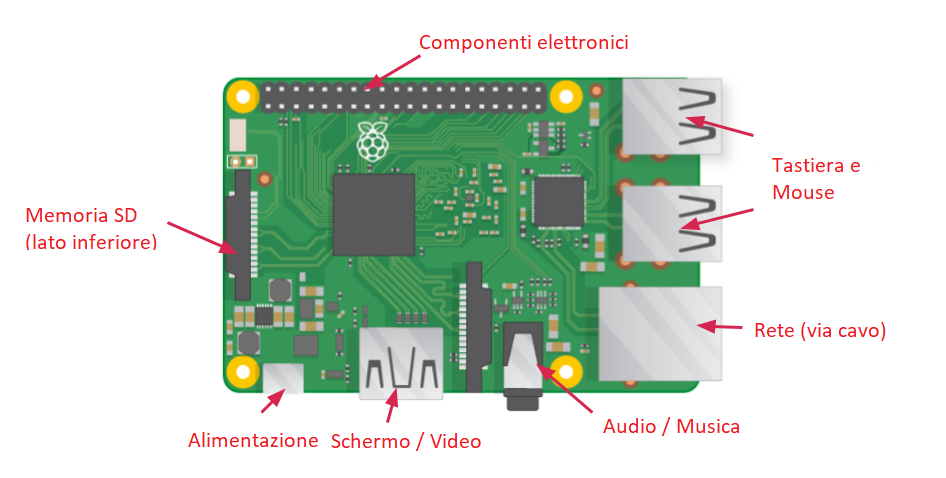 Componenti elettronici
Tastiera e
Mouse
Memoria SD
(lato inferiore)
Rete (via cavo)
Audio / Musica
Alimentazione
Schermo / Video